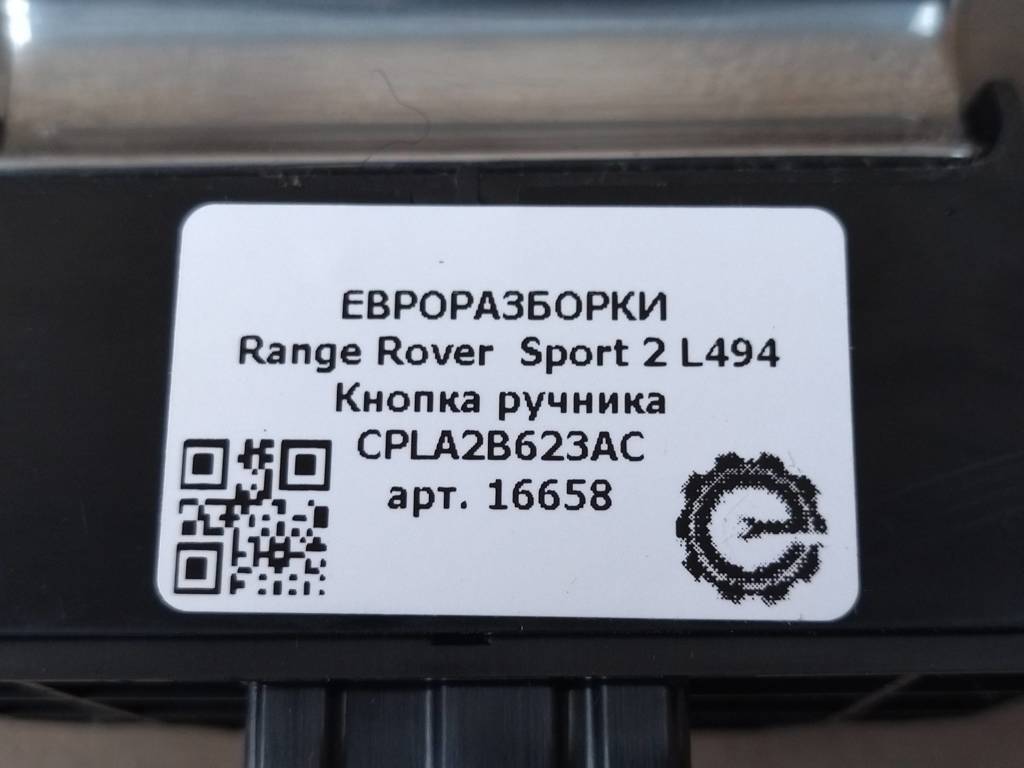 ЕВРОРАЗБОРКИ
Range Rover Sport 2 L494
Кнопка ручника
CPLA2B623AC
арт. 16658